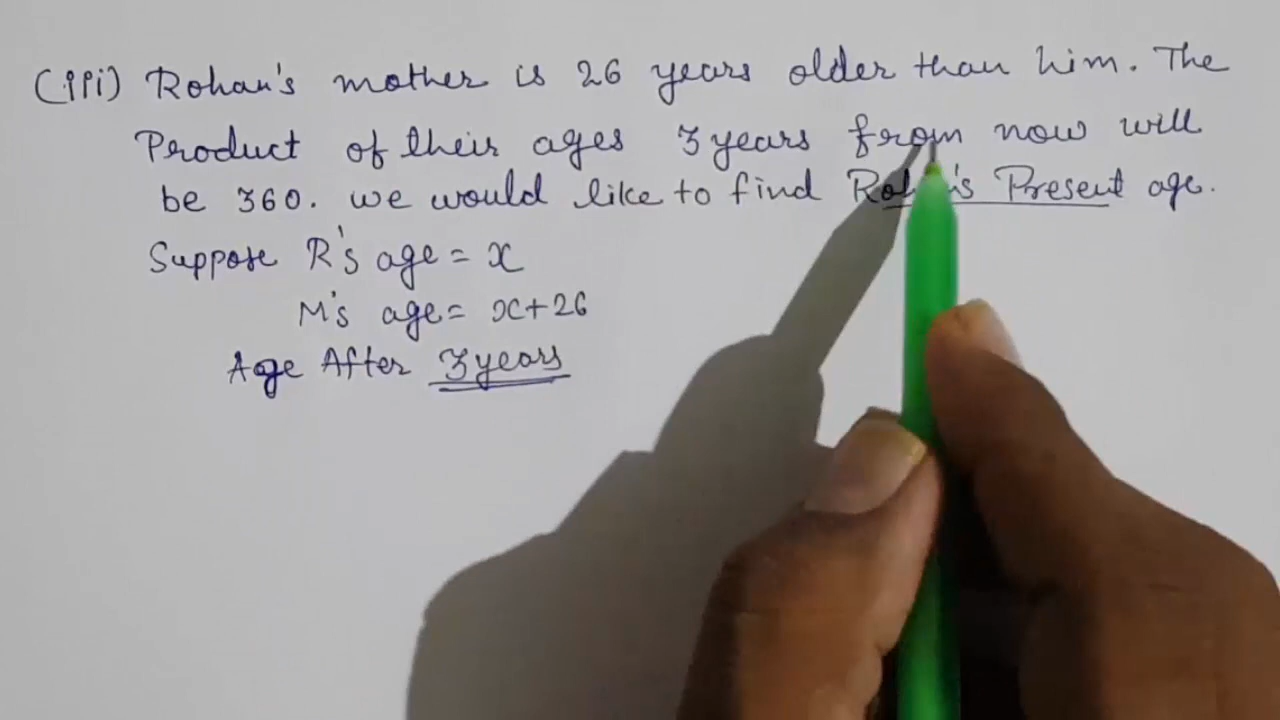 (iii) Rohan's mother is 26 years older than him. The
Product of their ages 3 years from now will
be 360. we would like to find Rohan's Present age.
Suppose R's age = x
M's age = x+26
Age After 3 years